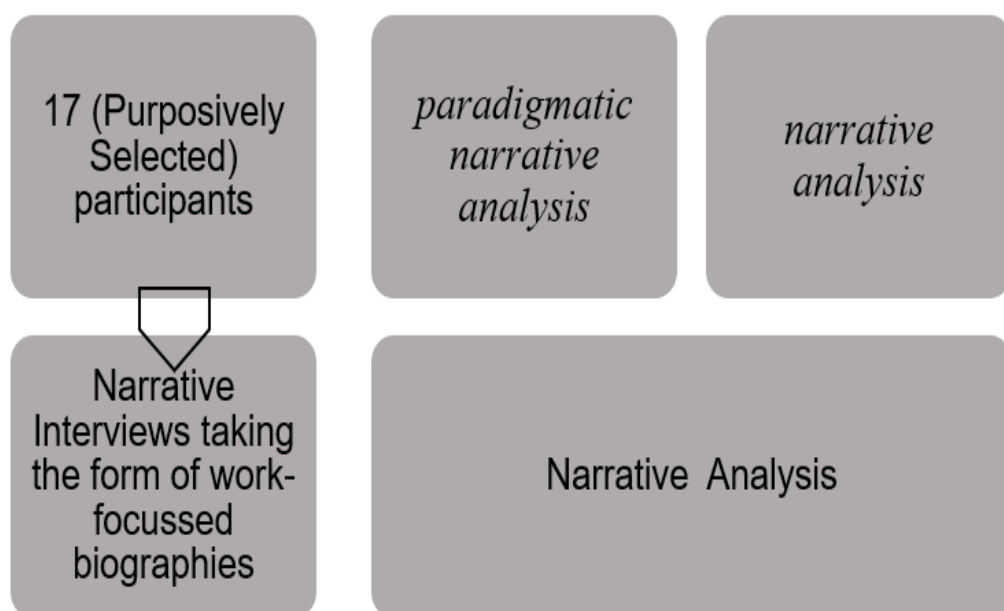 17 (Purposively
Selected)
participants
paradigmatic
narrative
analysis
narrative
analysis
Narrative
Interviews taking
the form of work-
focussed
biographies
Narrative Analysis